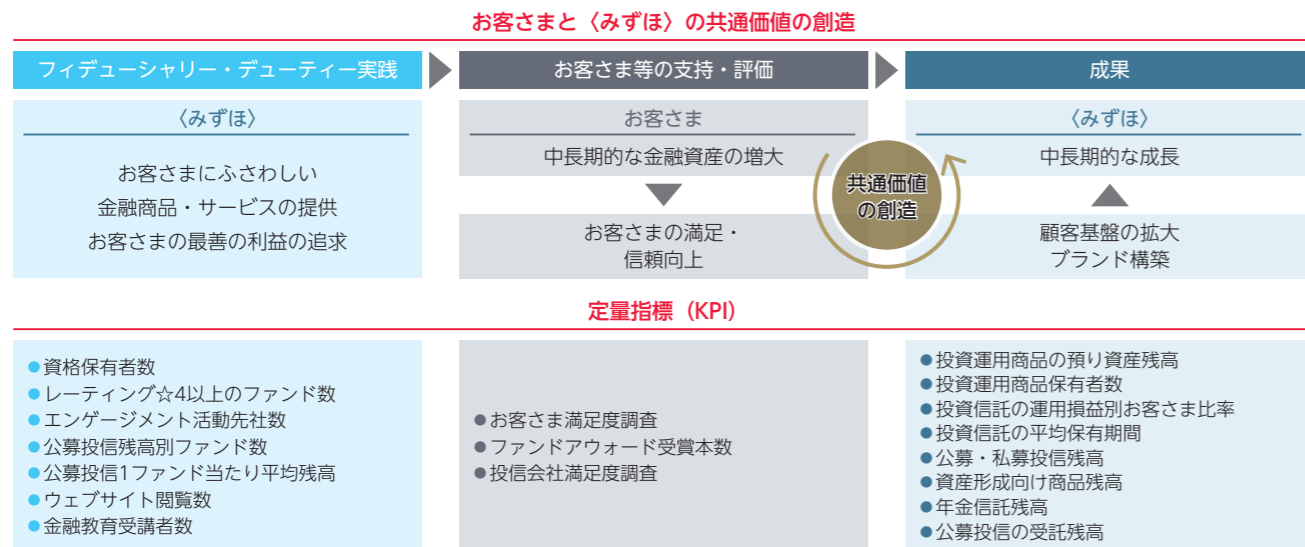 お客さまと〈みずほ〉の共通価値の創造
フィデューシャリー・デューティー実践
お客さま等の支持・評価
成果
〈みずほ〉
お客さまにふさわしい
金融商品・サービスの提供
お客さまの最善の利益の追求
お客さま
中長期的な金融資産の増大
お客さまの満足・
信頼向上
共通価値
の創造
〈みずほ〉
中長期的な成長
顧客基盤の拡大
ブランド構築
定量指標（KPI）
●資格保有者数
●レーティング☆4以上のファンド数
●エンゲージメント活動先社数
●公募投信残高別ファンド数
●公募投信1ファンド当たり平均残高
●ウェブサイト閲覧数
●金融教育受講者数
●お客さま満足度調査
●ファンドアウォード受賞本数
●投信会社満足度調査
●投資運用商品の預り資産残高
●投資運用商品保有者数
●投資信託の運用損益別お客さま比率
●投資信託の平均保有期間
●公募・私募投信残高
●資産形成向け商品残高
●年金信託残高
●公募投信の受託残高